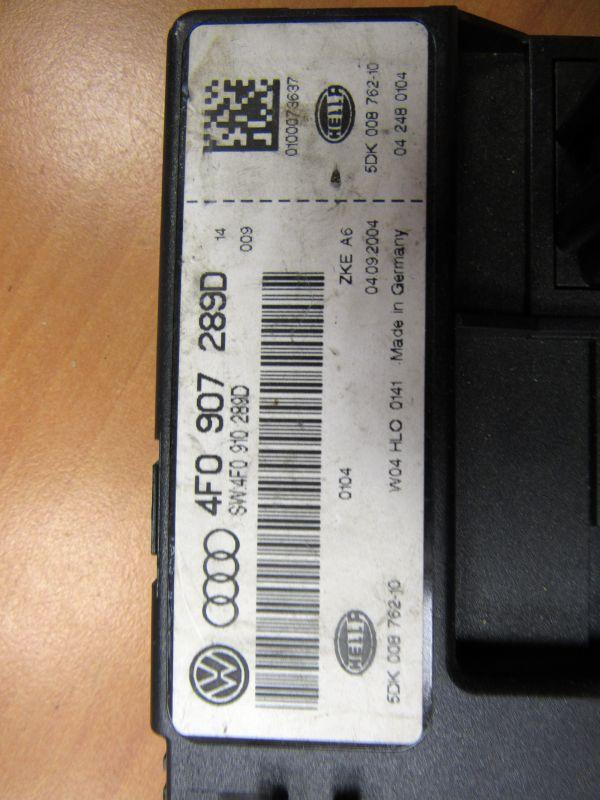 4F0 907 289D 14
SW:4F0 910 289D 009
0100073637
HELLA
0104 ZKE A6
04.09.2004
W04 HLO 0141 Made in Germany
HELLA
5DK 008 762-10
5DK 008 762-10
04 248 0104
VW